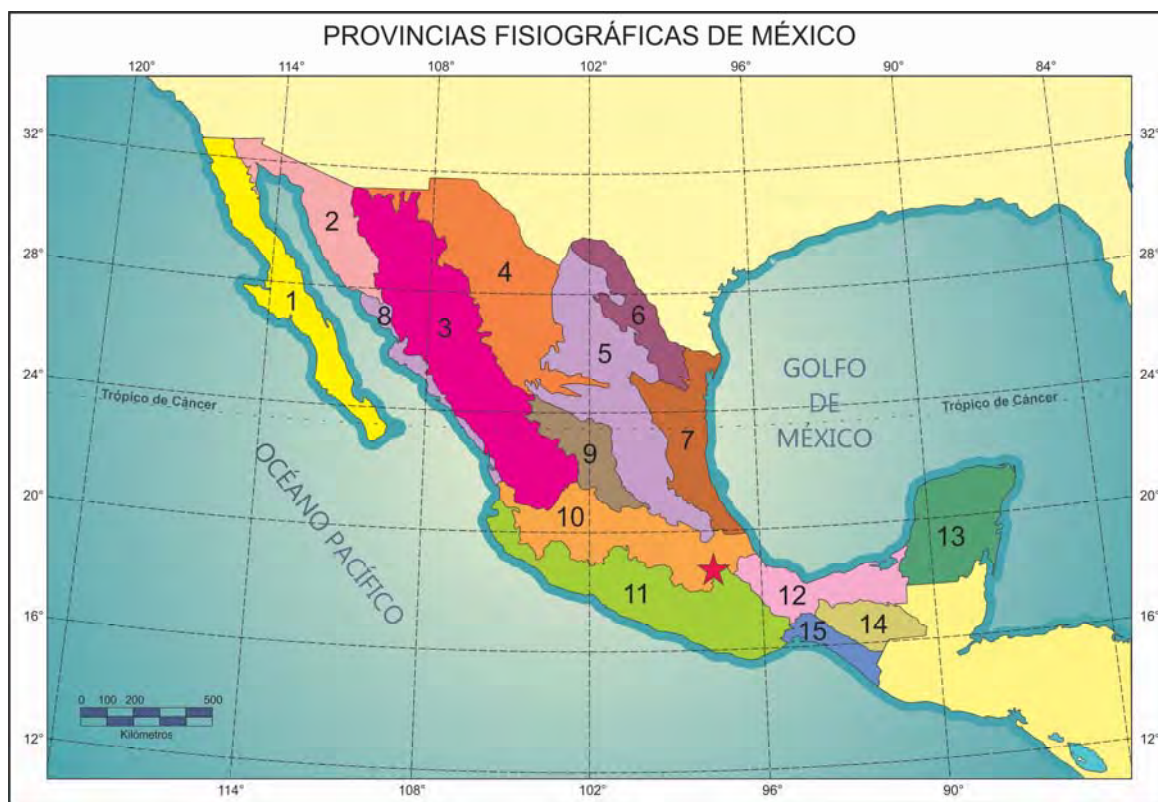 PROVINCIAS FISIOGRÁFICAS DE MÉXICO
120° 114° 108° 102° 96° 90° 84°
32° 32°
2
28° 28°
4
1
8
3
6
5
GOLFO
DE
MÉXICO
24° 24°
Trópico de Càncer
Trópico de Càncer
7
9
OCÉANO PACÍFICO
20° 20°
10
13
11
12
16° 16°
14
15
0 100 200 500
Kilómetros
12° 12°
114° 108° 102° 96° 90°